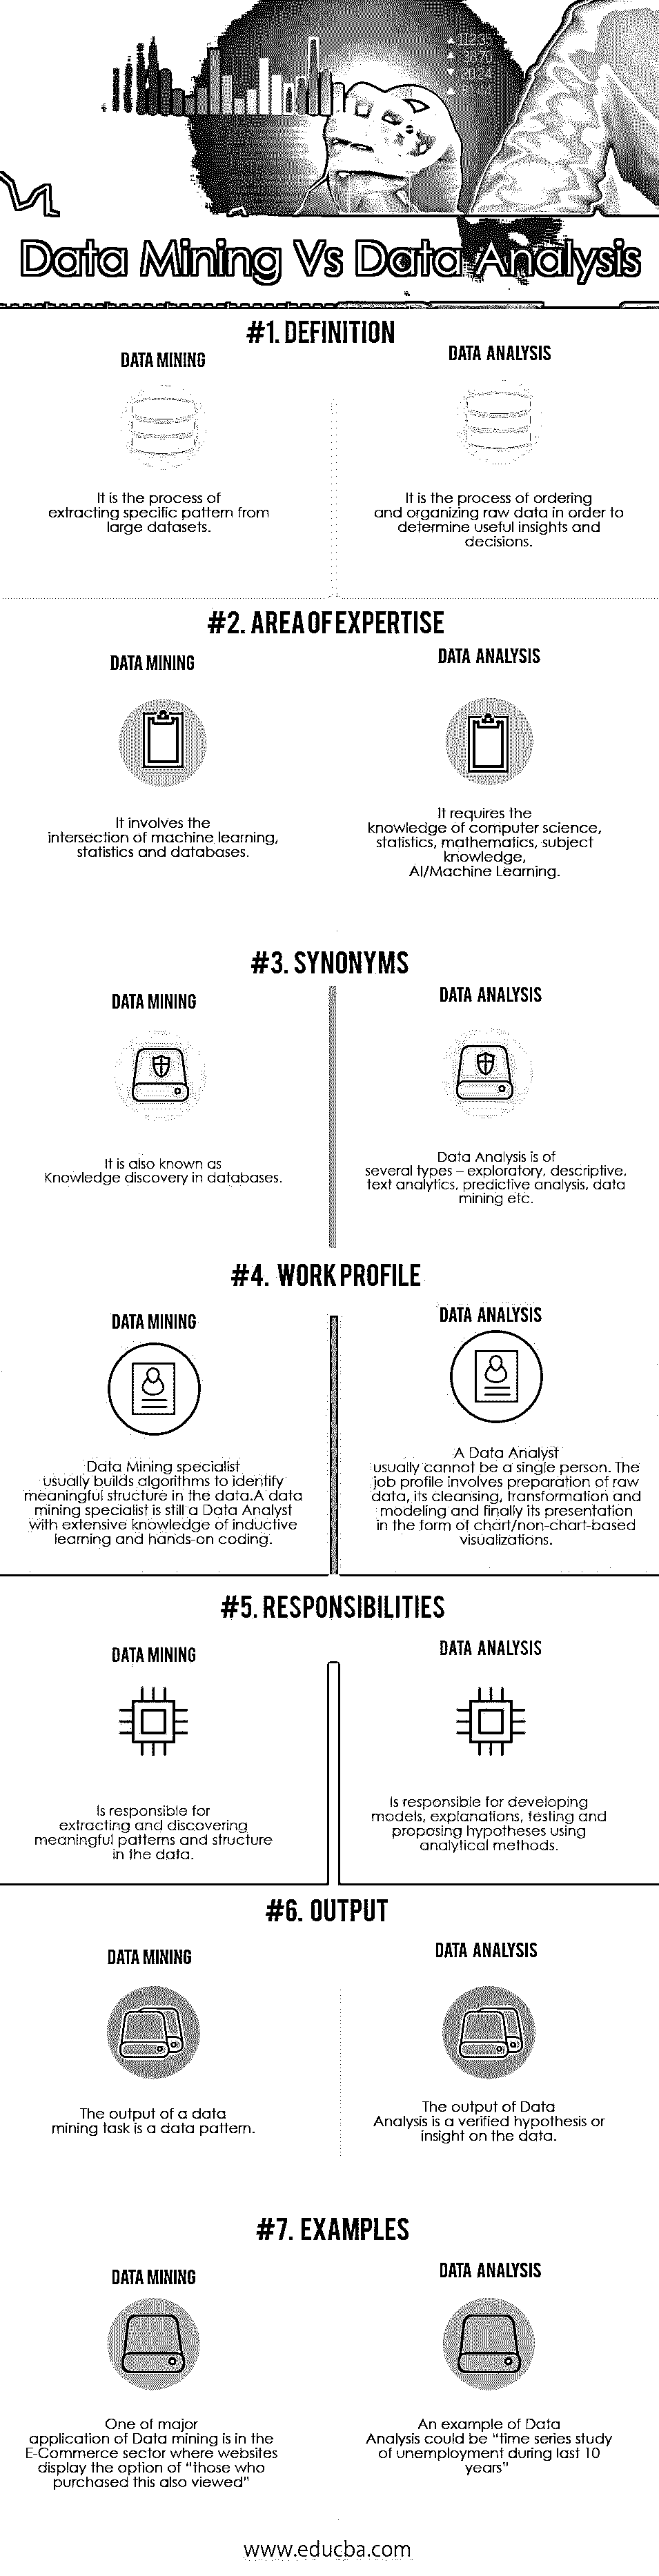 112.35
38.70
20.24
81.44
Data Mining Vs Data Analysis
#1. DEFINITION
DATA MINING
It is the process of
extracting specific pattern from
large datasets.
DATA ANALYSIS
It is the process of ordering
and organizing raw data in order to
determine useful insights and
decisions.
#2. AREA OF EXPERTISE
DATA MINING
It involves the
intersection of machine learning,
statistics and databases.
DATA ANALYSIS
It requires the
knowledge of computer science,
statistics, mathematics, subject
knowledge,
AI/Machine Learning.
#3. SYNONYMS
DATA MINING
It is also known as
Knowledge discovery in databases.
DATA ANALYSIS
Data Analysis is of
several types – exploratory, descriptive,
text analytics, predictive analysis, data
mining etc.
#4. WORK PROFILE
DATA MINING
Data Mining specialist
usually builds algorithms to identify
meaningful structure in the data.A data
mining specialist is still a Data Analyst
with extensive knowledge of inductive
learning and hands-on coding.
DATA ANALYSIS
A Data Analyst
usually cannot be a single person. The
job profile involves preparation of raw
data, its cleansing, transformation and
modeling and finally its presentation
in the form of chart/non-chart-based
visualizations.
#5. RESPONSIBILITIES
DATA MINING
Is responsible for
extracting and discovering
meaningful patterns and structure
in the data.
DATA ANALYSIS
Is responsible for developing
models, explanations, testing and
proposing hypotheses using
analytical methods.
#6. OUTPUT
DATA MINING
The output of a data
mining task is a data pattern.
DATA ANALYSIS
The output of Data
Analysis is a verified hypothesis or
insight on the data.
#7. EXAMPLES
DATA MINING
One of major
application of Data mining is in the
E-Commerce sector where websites
display the option of "those who
purchased this also viewed"
DATA ANALYSIS
An example of Data
Analysis could be "time series study
of unemployment during last 10
years"
www.educba.com